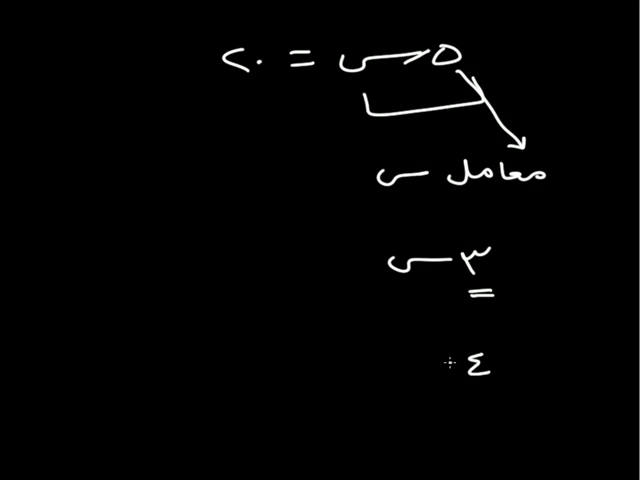 ٥س = ٢٠
معامل س
٣س
٤